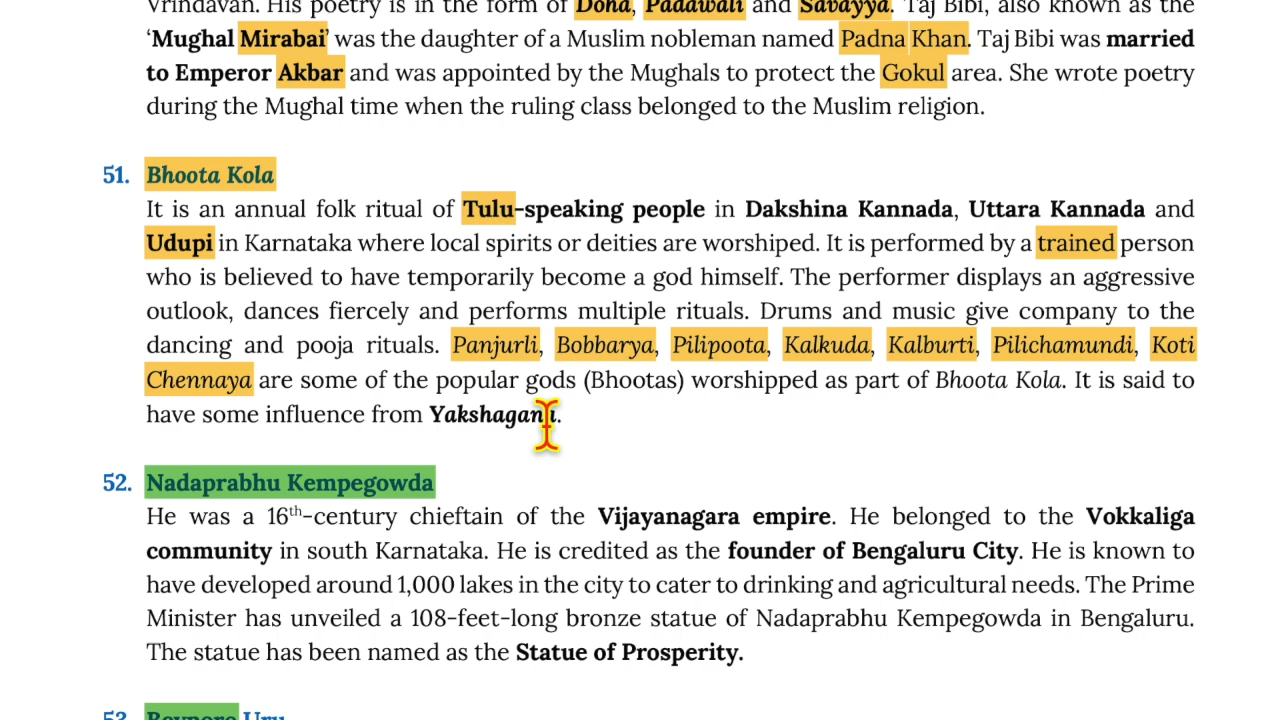 Vrindavan. His poetry is in the form of Doha, Padawali and Savayya. Taj Bibi, also known as the
‘Mughal Mirabai’ was the daughter of a Muslim nobleman named Padna Khan. Taj Bibi was married
to Emperor Akbar and was appointed by the Mughals to protect the Gokul area. She wrote poetry
during the Mughal time when the ruling class belonged to the Muslim religion.
51. Bhoota Kola
It is an annual folk ritual of Tulu-speaking people in Dakshina Kannada, Uttara Kannada and
Udupi in Karnataka where local spirits or deities are worshiped. It is performed by a trained person
who is believed to have temporarily become a god himself. The performer displays an aggressive
outlook, dances fiercely and performs multiple rituals. Drums and music give company to the
dancing and pooja rituals. Panjurli, Bobbarya, Pilipoota, Kalkuda, Kalburti, Pilichamundi, Koti
Chennaya are some of the popular gods (Bhootas) worshipped as part of Bhoota Kola. It is said to
have some influence from Yakshagana.
52. Nadaprabhu Kempegowda
He was a 16th-century chieftain of the Vijayanagara empire. He belonged to the Vokkaliga
community in south Karnataka. He is credited as the founder of Bengaluru City. He is known to
have developed around 1,000 lakes in the city to cater to drinking and agricultural needs. The Prime
Minister has unveiled a 108-feet-long bronze statue of Nadaprabhu Kempegowda in Bengaluru.
The statue has been named as the Statue of Prosperity.
53. Uru